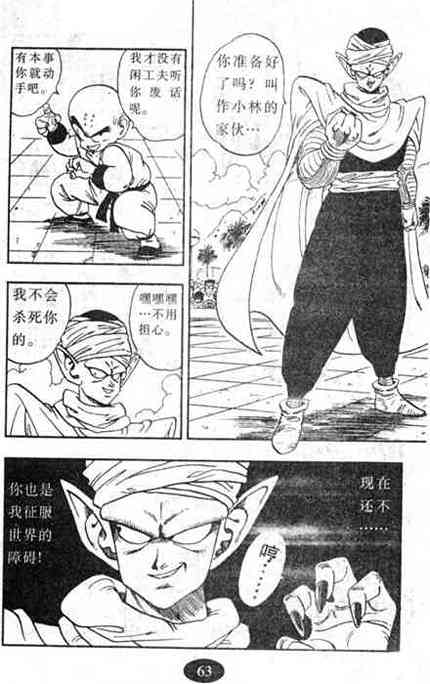 你准备好
了吗？叫
作小林的
家伙…
我才没有
闲工夫听
你废话
呢。
有本事
你就动
手吧。
嘿嘿嘿
…不用
担心。
我不会
杀死你
的。
现在
还不
……
哼
……
你也是
我征服
世界的
障碍！
63